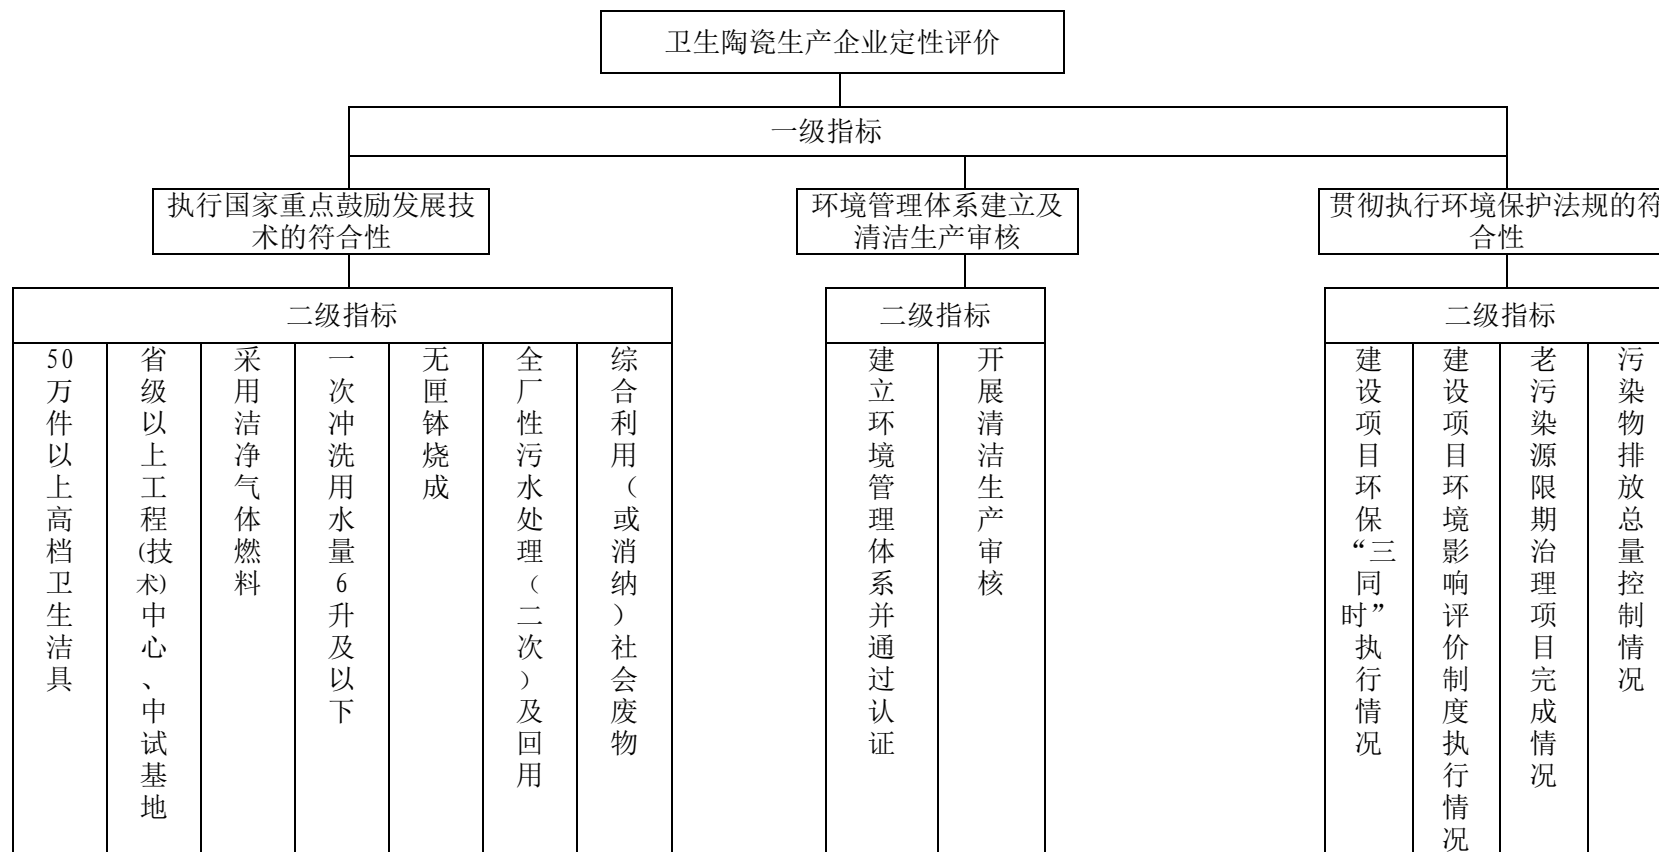 卫生陶瓷生产企业定性评价
一级指标
执行国家重点鼓励发展技
术的符合性
环境管理体系建立及
清洁生产审核
贯彻执行环境保护法规的符
合性
二级指标
50万件以上高档卫生洁具
省级以上工程(技术)中心、中试基地
采用洁净气体燃料
一次冲洗用水量6升及以下
无匣钵烧成
全厂性污水处理（二次）及回用
综合利用（或消纳）社会废物
二级指标
建立环境管理体系并通过认证
开展清洁生产审核
二级指标
建设项目环保“三同时”执行情况
建设项目环境影响评价制度执行情况
老污染源限期治理项目完成情况
污染物排放总量控制情况